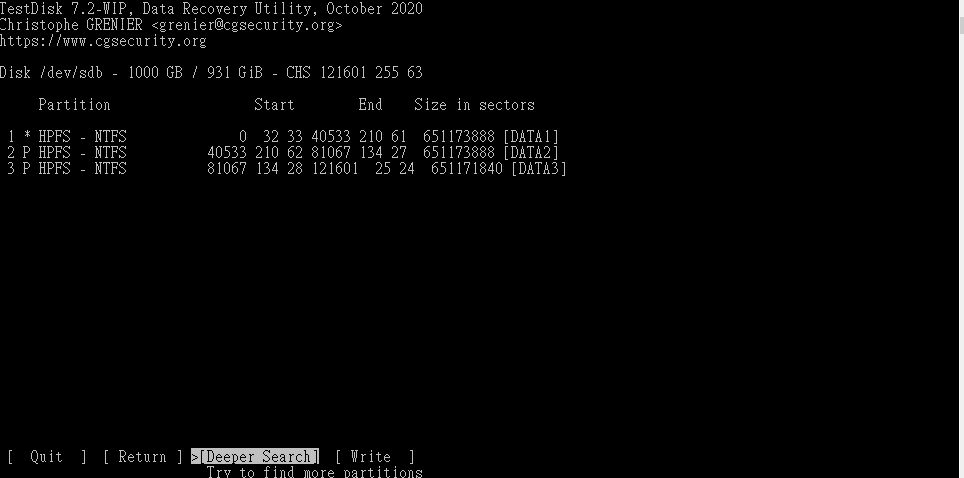 TestDisk 7.2-WIP, Data Recovery Utility, October 2020
Christophe GRENIER <grenier@cgsecurity.org>
https://www.cgsecurity.org
Disk /dev/sdb - 1000 GB / 931 GiB - CHS 121601 255 63
Partition Start End Size in sectors
1 * HPFS - NTFS 0 32 33 40533 210 61 651173888 [DATA1]
2 P HPFS - NTFS 40533 210 62 81067 134 27 651173888 [DATA2]
3 P HPFS - NTFS 81067 134 28 121601 25 24 651171840 [DATA3]
[ Quit ] [ Return ] >[Deeper Search] [ Write ]
Try to find more partitions